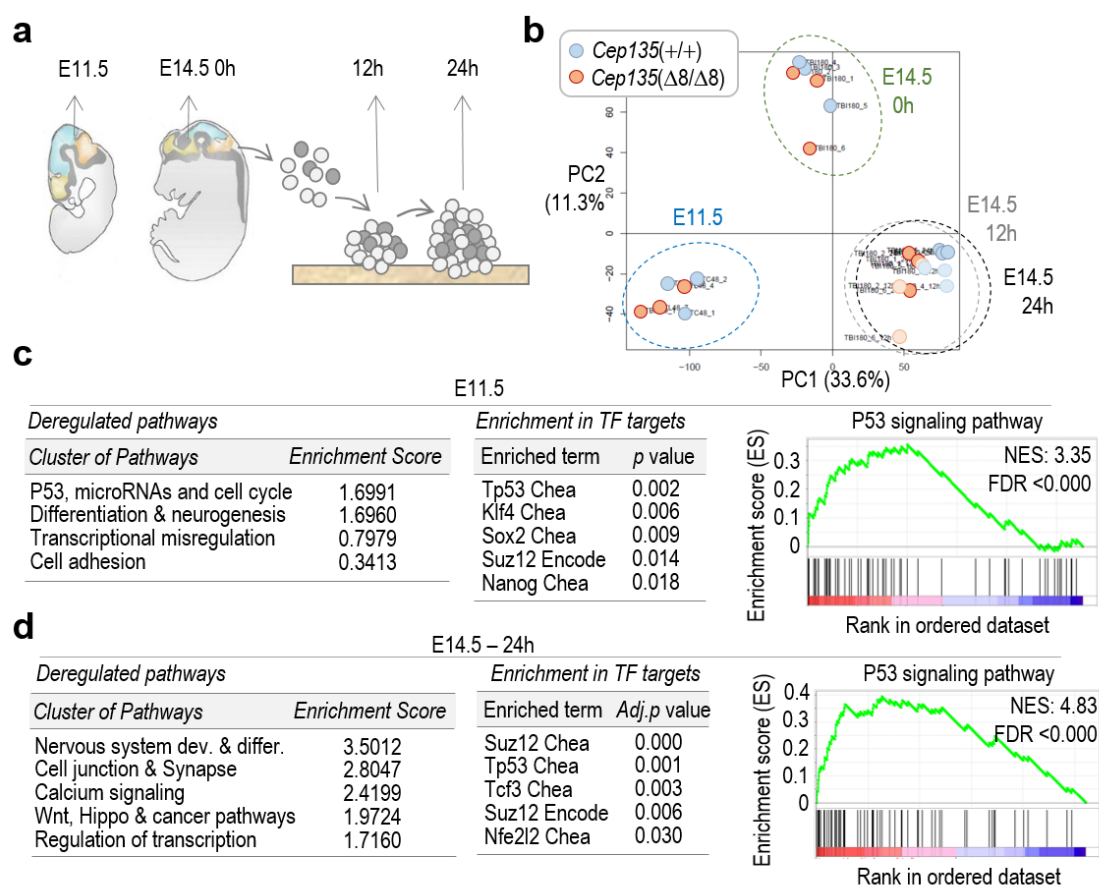 a
E11.5
E14.5 0h
12h
24h
b
Cep135(+/+)
Cep135(Δ8/Δ8)
TBI180_4
TBI180_1
TBI180_5
TBI180_6
E14.5
0h
60
40
20
0
−20
−40
PC2
(11.3%
E11.5
TC48_2
TC48_1
E14.5
12h
E14.5
24h
TBI180_6_12h
−100
−50
0
50
PC1 (33.6%)
c
E11.5
Deregulated pathways
Cluster of Pathways Enrichment Score
P53, microRNAs and cell cycle 1.6991
Differentiation & neurogenesis 1.6960
Transcriptional misregulation 0.7979
Cell adhesion 0.3413
Enrichment in TF targets
Enriched term p value
Tp53 Chea 0.002
Klf4 Chea 0.006
Sox2 Chea 0.009
Suz12 Encode 0.014
Nanog Chea 0.018
P53 signaling pathway
NES: 3.35
FDR <0.000
Enrichment score (ES)
0.3
0.2
0.1
0
Rank in ordered dataset
d
E14.5 – 24h
Deregulated pathways
Cluster of Pathways Enrichment Score
Nervous system dev. & differ. 3.5012
Cell junction & Synapse 2.8047
Calcium signaling 2.4199
Wnt, Hippo & cancer pathways 1.9724
Regulation of transcription 1.7160
Enrichment in TF targets
Enriched term Adj.p value
Suz12 Chea 0.000
Tp53 Chea 0.001
Tcf3 Chea 0.003
Suz12 Encode 0.006
Nfe2l2 Chea 0.030
P53 signaling pathway
NES: 4.83
FDR <0.000
Enrichment score (ES)
0.4
0.3
0.2
0.1
0
Rank in ordered dataset